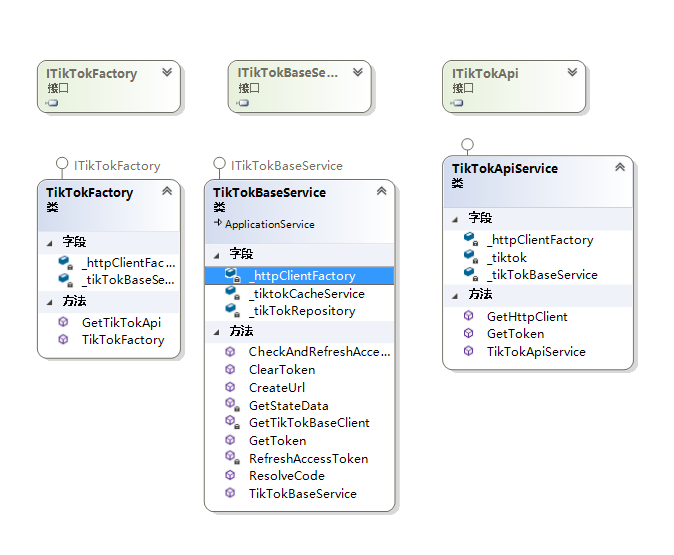 ITikTokFactory
接口
ITikTokBaseSe...
接口
ITikTokApi
接口
ITikTokFactory
TikTokFactory
类
字段
_httpClientFac...
_tikTokBaseSe...
方法
GetTikTokApi
TikTokFactory
ITikTokBaseService
TikTokBaseService
类
ApplicationService
字段
_httpClientFactory
_tiktokCacheService
_tikTokRepository
方法
CheckAndRefreshAcce...
ClearToken
CreateUrl
GetStateData
GetTikTokBaseClient
GetToken
RefreshAccessToken
ResolveCode
TikTokBaseService
TikTokApiService
类
字段
_httpClientFactory
_tiktok
_tikTokBaseService
方法
GetHttpClient
GetToken
TikTokApiService